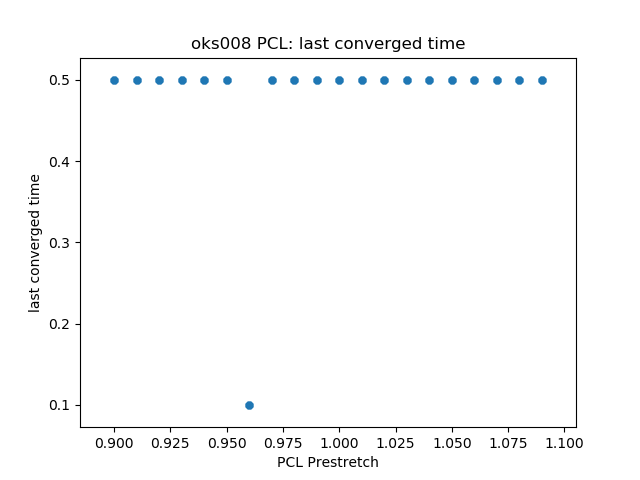 oks008 PCL: last converged time
0.5
0.4
0.3
0.2
0.1
last converged time
0.900 0.925 0.950 0.975 1.000 1.025 1.050 1.075 1.100
PCL Prestretch